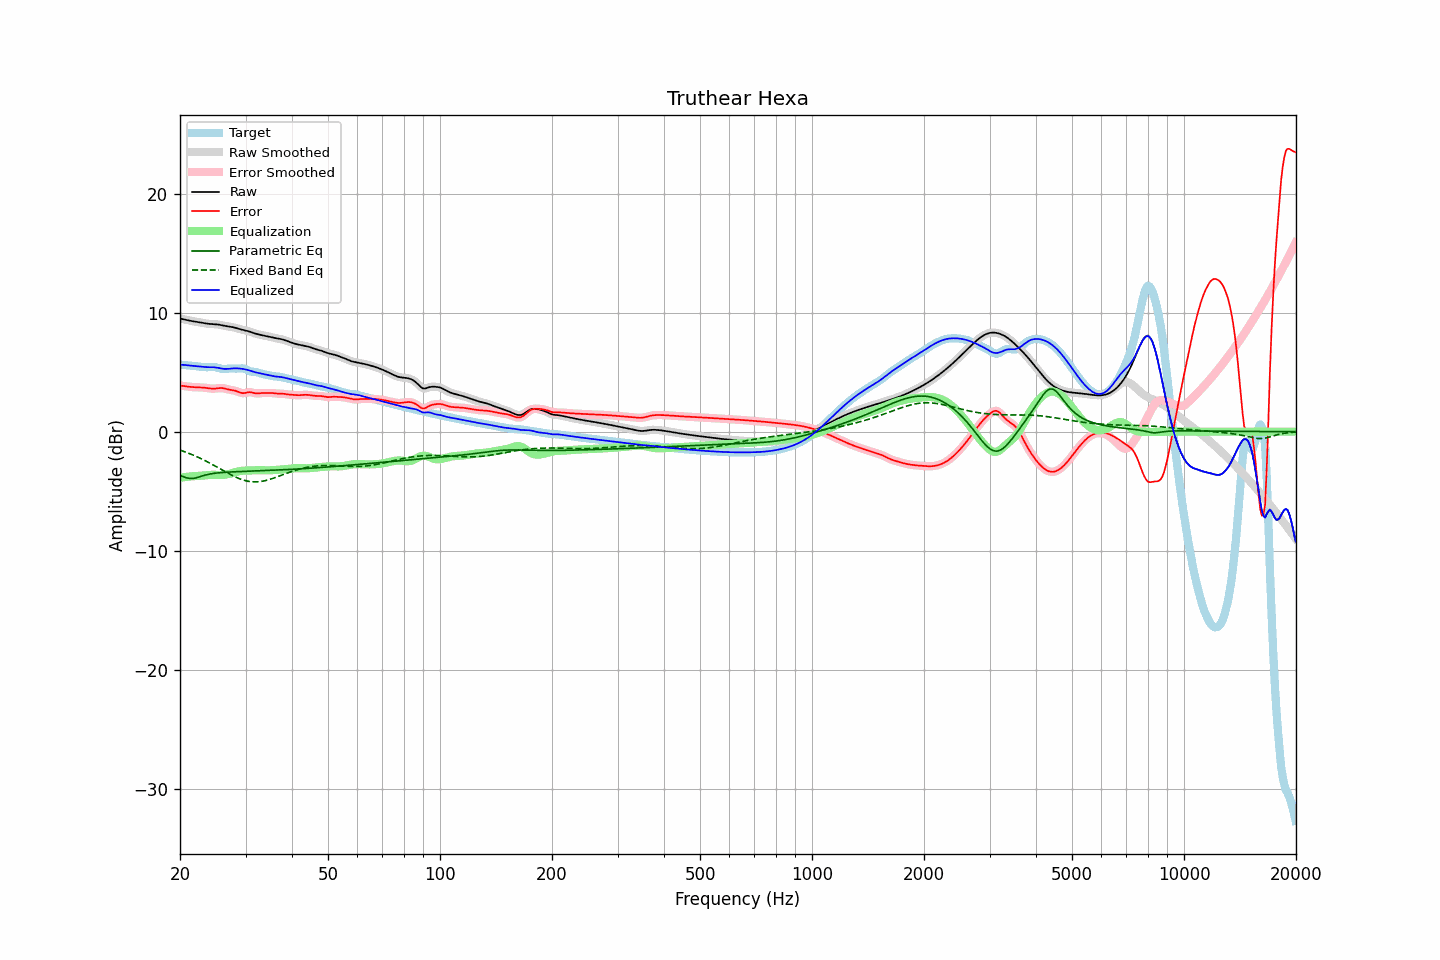 Truthear Hexa
Target
Raw Smoothed
Error Smoothed
Raw
Error
Equalization
Parametric Eq
Fixed Band Eq
Equalized
Amplitude (dBr)
20
10
0
−10
−20
−30
20 50 100 200 500 1000 2000 5000 10000 20000
Frequency (Hz)